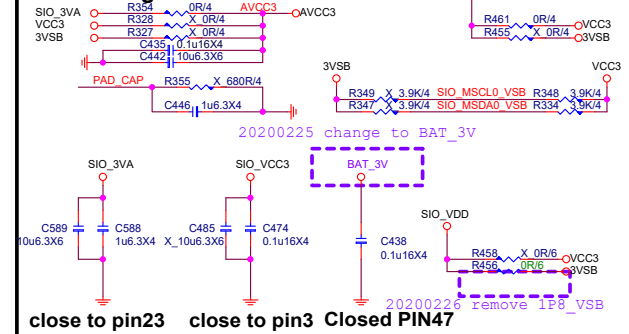 SIO_3VA R354 0R/4 AVCC3 AVCC3
VCC3 R328 X_0R/4
3VSB R327 X_0R/4
C435 0.1u16X4
C442 10u6.3X6
R461 0R/4 VCC3
R455 X_0R/4 3VSB
PAD_CAP R355 X_680R/4
C446 1u6.3X4
3VSB VCC3
R349 X_3.9K/4 SIO_MSCL0_VSB R348 3.9K/4
R347 X_3.9K/4 SIO_MSDA0_VSB R334 3.9K/4
20200225 change to BAT_3V
SIO_3VA SIO_VCC3 BAT_3V
SIO_VDD
C589 C588 C485 C474 C438
10u6.3X6 1u6.3X4 X_10u6.3X6 0.1u16X4 0.1u16X4
R458 X_0R/6 VCC3
R456 0R/6 3VSB
20200226 remove 1P8_VSB
close to pin23 close to pin3 Closed PIN47